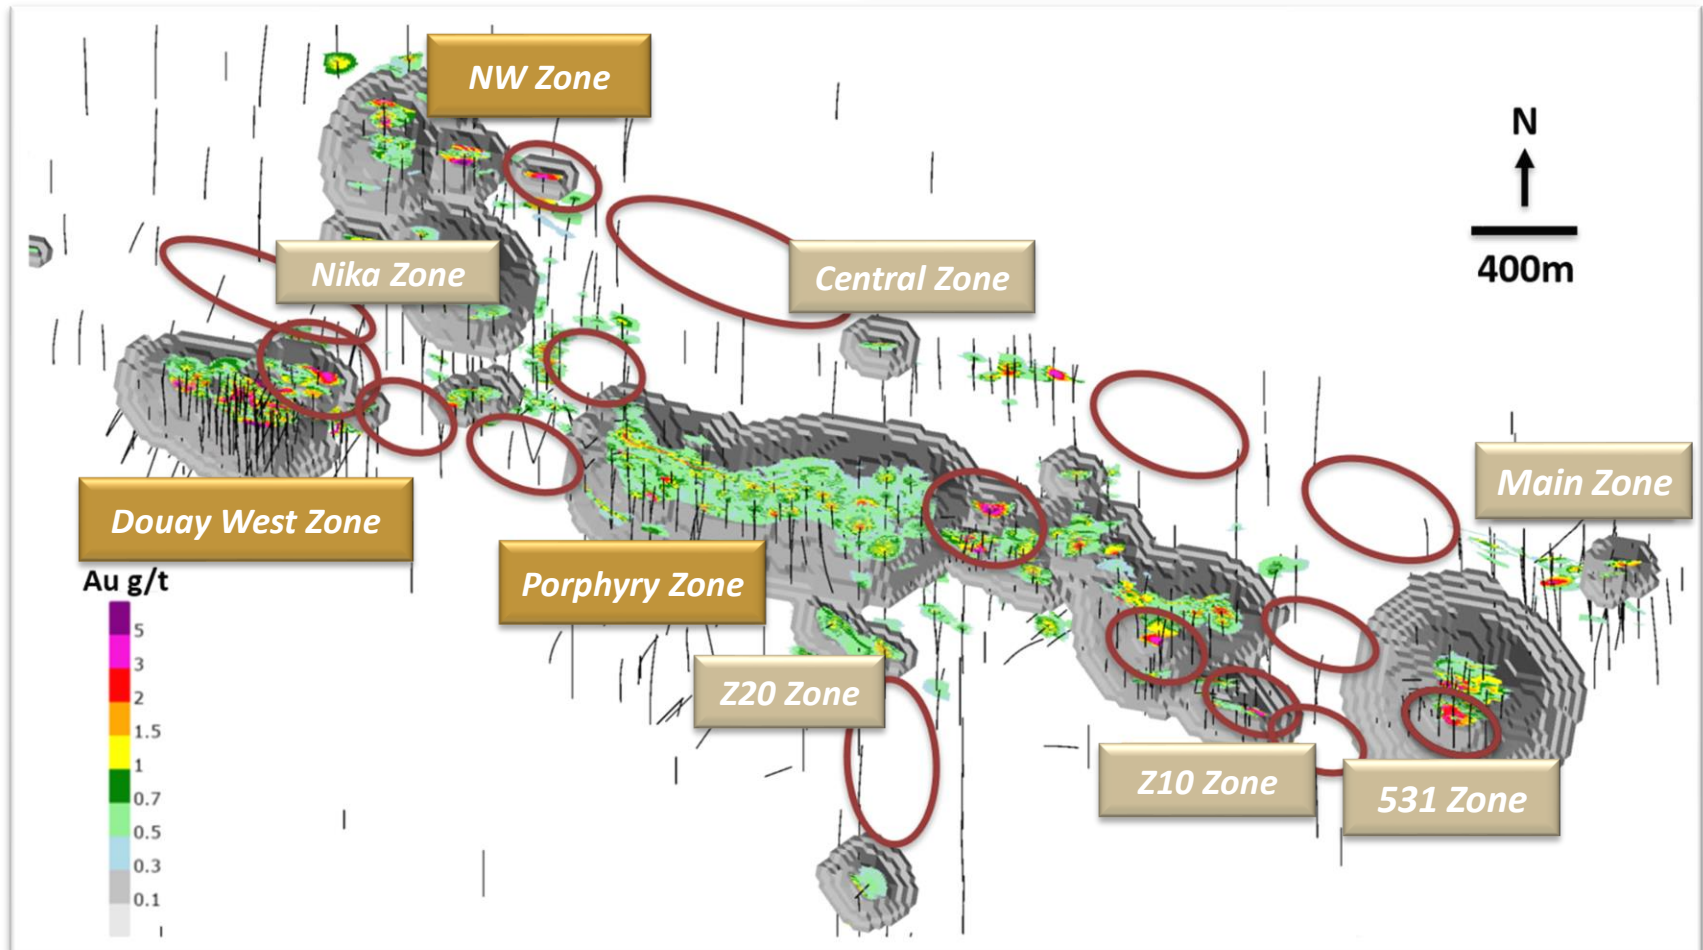 NW Zone
N
400m
Nika Zone
Central Zone
Main Zone
Douay West Zone
Porphyry Zone
Z20 Zone
Z10 Zone
531 Zone
Au g/t
5
3
2
1.5
1
0.7
0.5
0.3
0.1